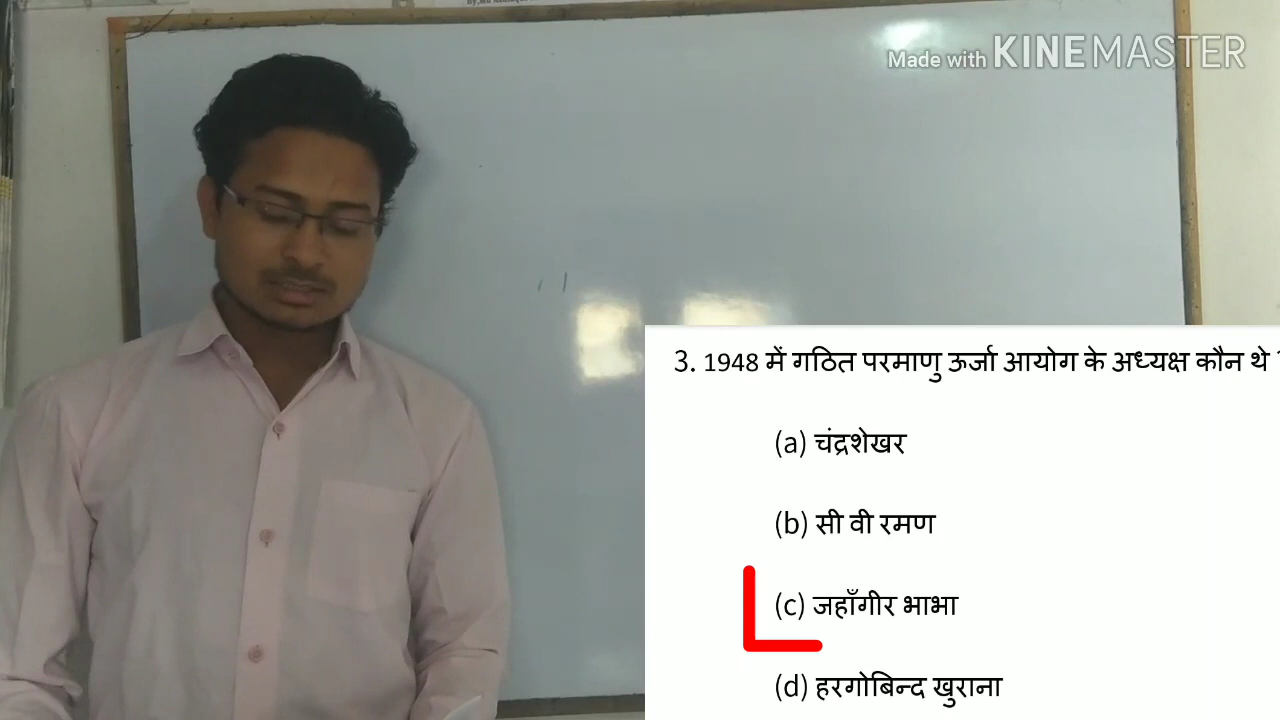 Made with KINEMASTER
3. 1948 में गठित परमाणु ऊर्जा आयोग के अध्यक्ष कौन थे
(a) चंद्रशेखर
(b) सी वी रमण
(c) जहाँगीर भाभा
(d) हरगोबिन्द खुराना